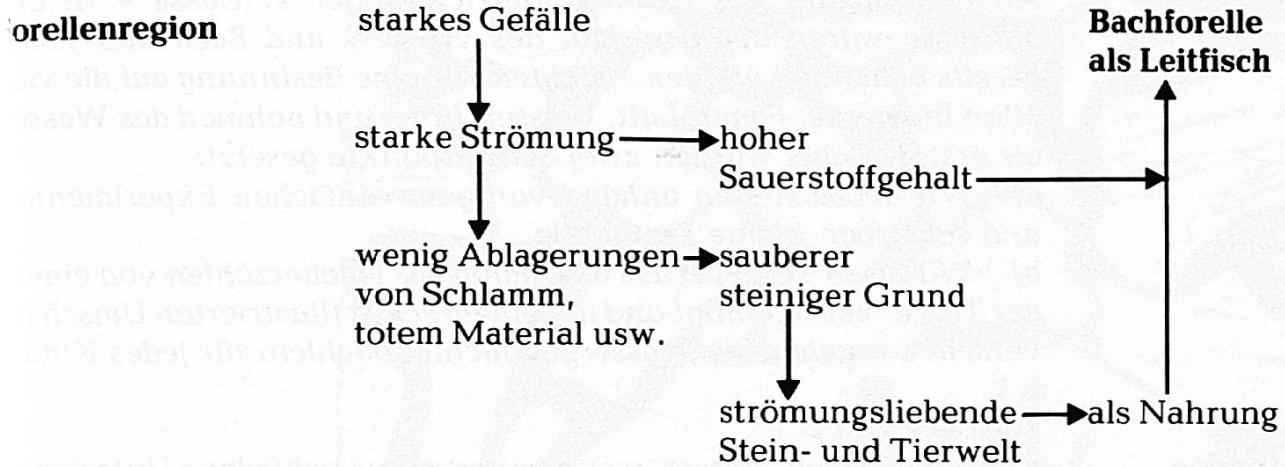 orellenregion
starkes Gefälle
Bachforelle
als Leitfisch
starke Strömung
hoher
Sauerstoffgehalt
wenig Ablagerungen
von Schlamm,
totem Material usw.
sauberer
steiniger Grund
strömungsliebende
Stein- und Tierwelt
als Nahrung